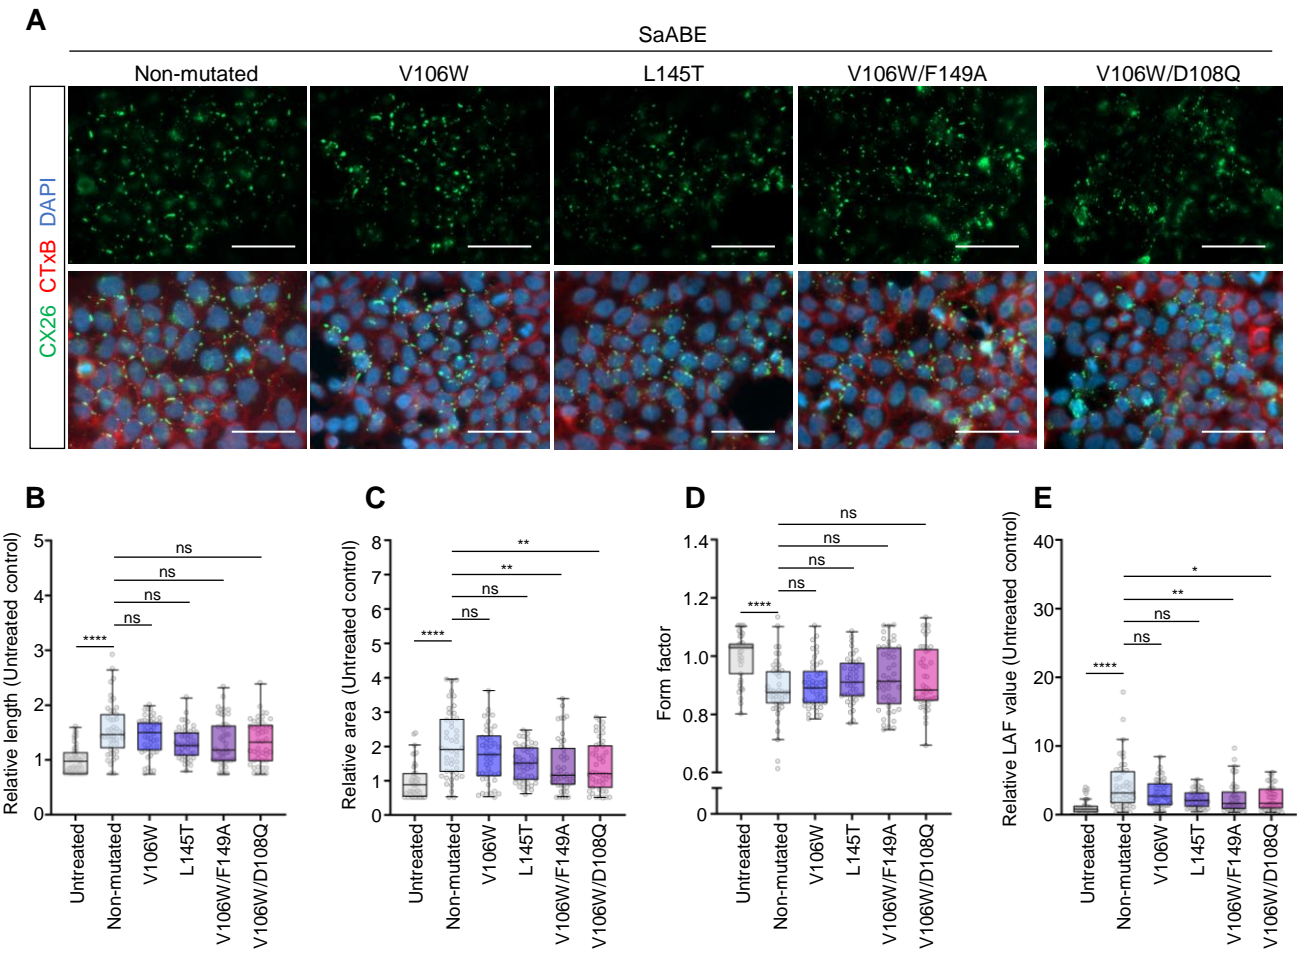 A
SaABE
Non-mutated V106W L145T V106W/F149A V106W/D108Q
CX26 CTxB DAPI
B
Relative length (Untreated control)
5
4
3
2
1
0
ns
ns
ns
ns
****
Untreated
Non-mutated
V106W
L145T
V106W/F149A
V106W/D108Q
C
Relative area (Untreated control)
8
7
6
5
4
3
2
1
0
**
**
ns
ns
****
Untreated
Non-mutated
V106W
L145T
V106W/F149A
V106W/D108Q
D
Form factor
1.4
1.2
1.0
0.8
0.6
0
ns
ns
ns
ns
****
Untreated
Non-mutated
V106W
L145T
V106W/F149A
V106W/D108Q
E
Relative LAF value (Untreated control)
40
30
20
10
0
*
**
ns
ns
****
Untreated
Non-mutated
V106W
L145T
V106W/F149A
V106W/D108Q